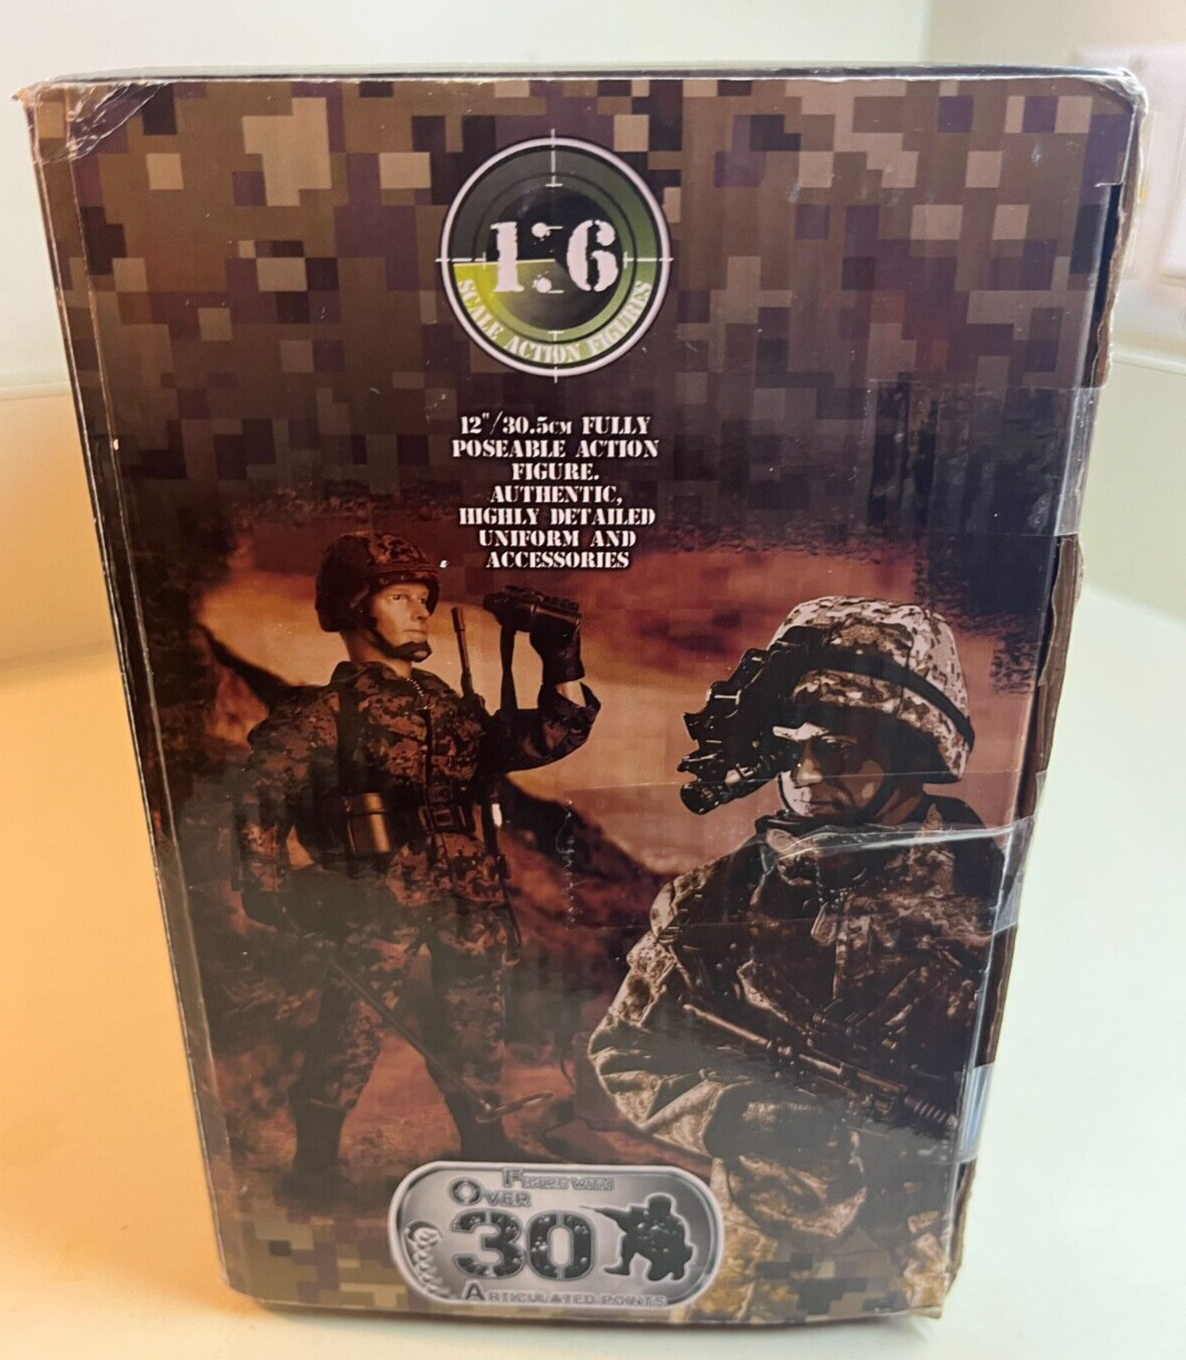 1:6
SCALE ACTION FIGURES
12"/30.5CM FULLY
POSEABLE ACTION
FIGURE.
AUTHENTIC,
HIGHLY DETAILED
UNIFORM AND
ACCESSORIES
FIGURE WITH
OVER
30
ARTICULATED POINTS